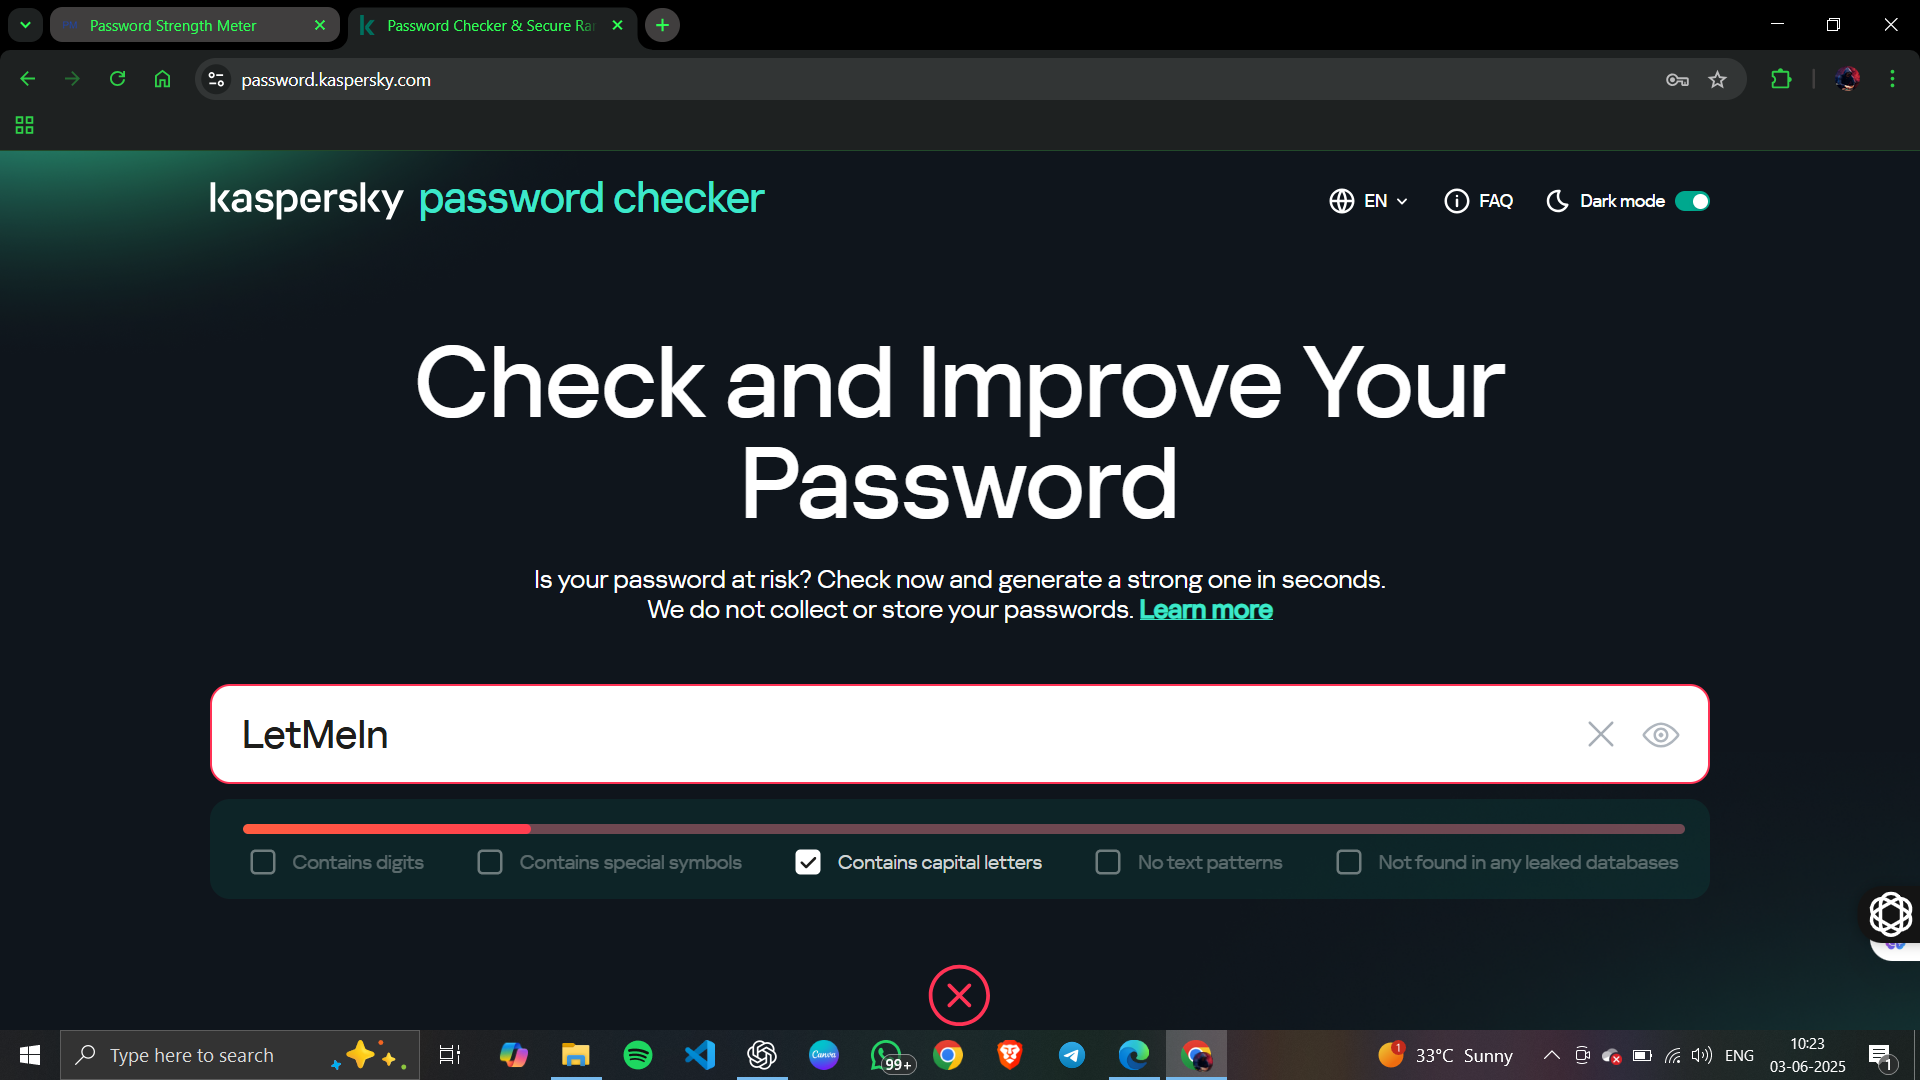 Password Strength Meter
Password Checker & Secure Ra
password.kaspersky.com
kaspersky password checker
EN
FAQ
Dark mode
Check and Improve Your
Password
Is your password at risk? Check now and generate a strong one in seconds.
We do not collect or store your passwords. Learn more
LetMeIn
Contains digits
Contains special symbols
Contains capital letters
No text patterns
Not found in any leaked databases
Type here to search
Canva
99+
1
33°C Sunny
ENG
10:23
03-06-2025
1